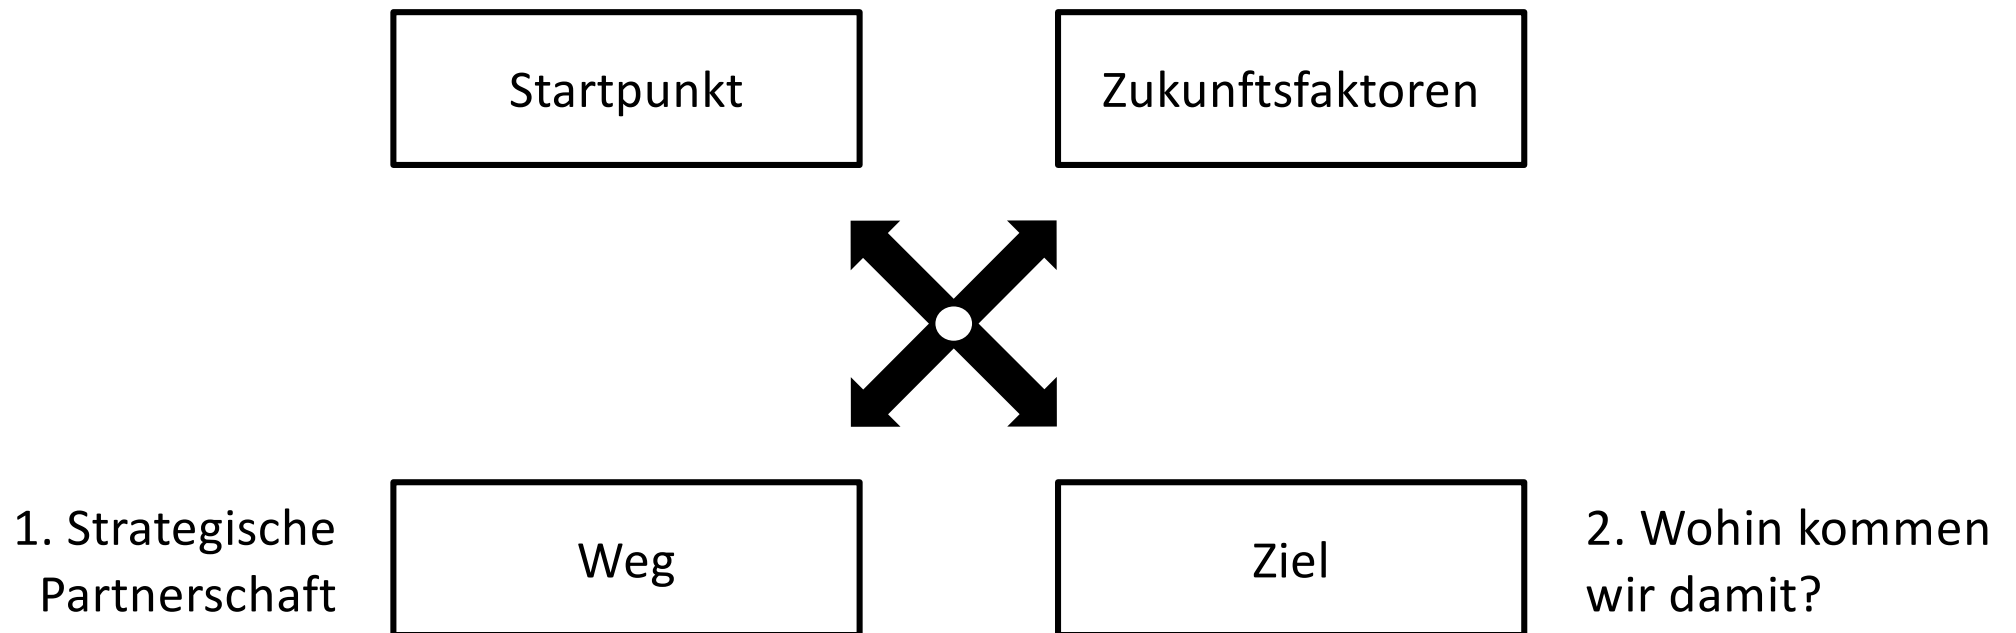 Startpunkt
Zukunftsfaktoren
1. Strategische
Partnerschaft
Weg
Ziel
2. Wohin kommen
wir damit?